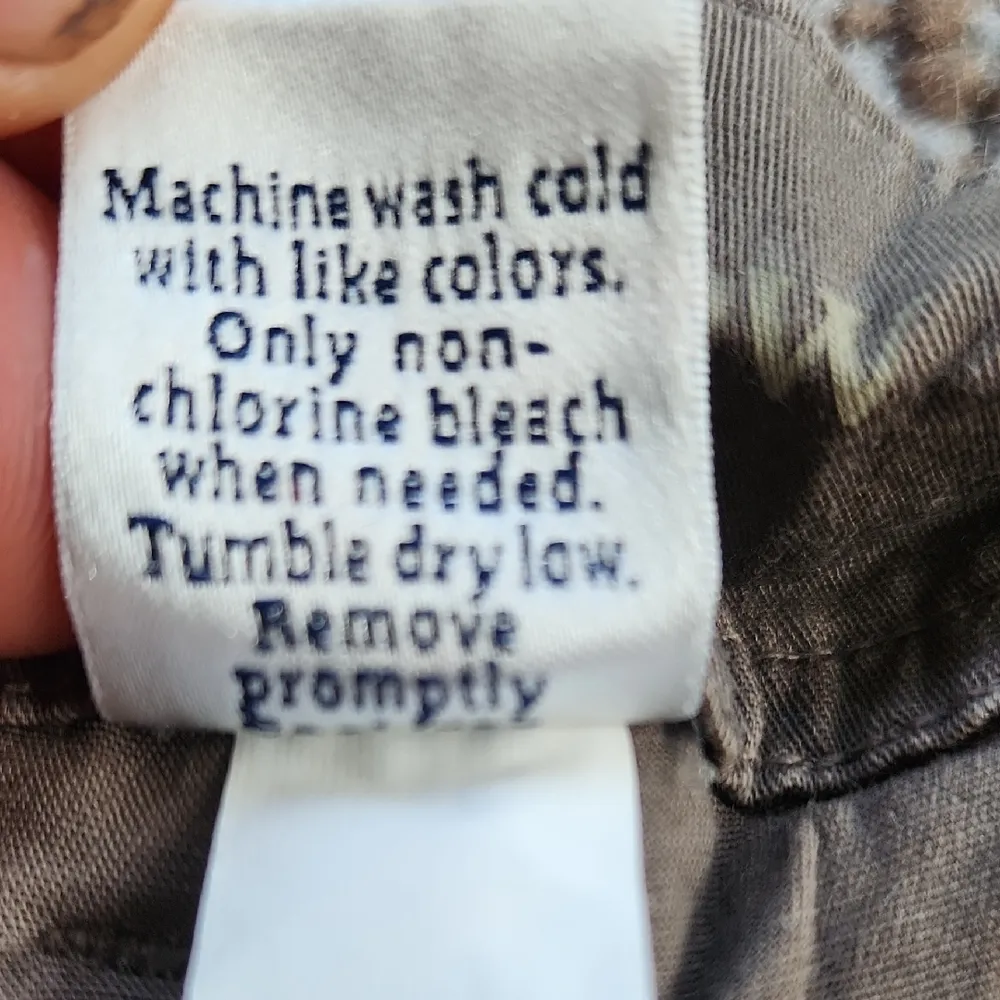 Machine wash cold
with like colors.
Only non-
chlorine bleach
when needed.
Tumble dry low.
Remove
promptly